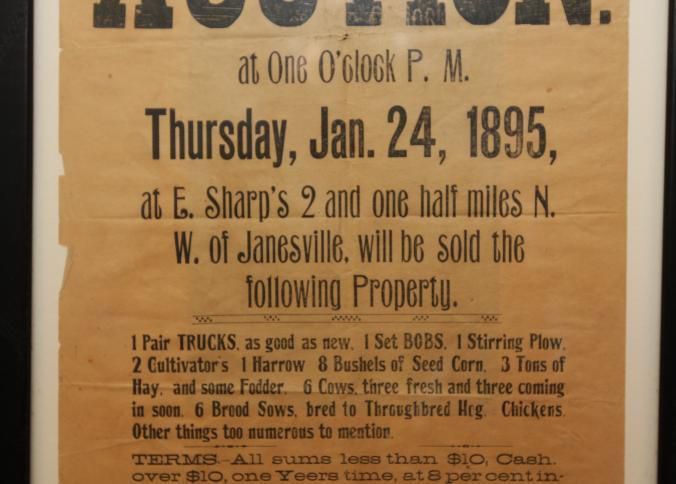 AUCTION.
at One O'clock P. M.
Thursday, Jan. 24, 1895,
at E. Sharp's 2 and one half miles N.
W. of Janesville, will be sold the
following Property.
1 Pair TRUCKS, as good as new, 1 Set BOBS, 1 Stirring Plow,
2 Cultivator's 1 Harrow 8 Bushels of Seed Corn, 3 Tons of
Hay, and some Fodder. 6 Cows, three fresh and three coming
in soon. 6 Brood Sows, bred to Throughbred Hog. Chickens.
Other things too numerous to mention.
TERMS.-All sums less than $10, Cash.
over $10, one Yeers time, at 8 per cent in-